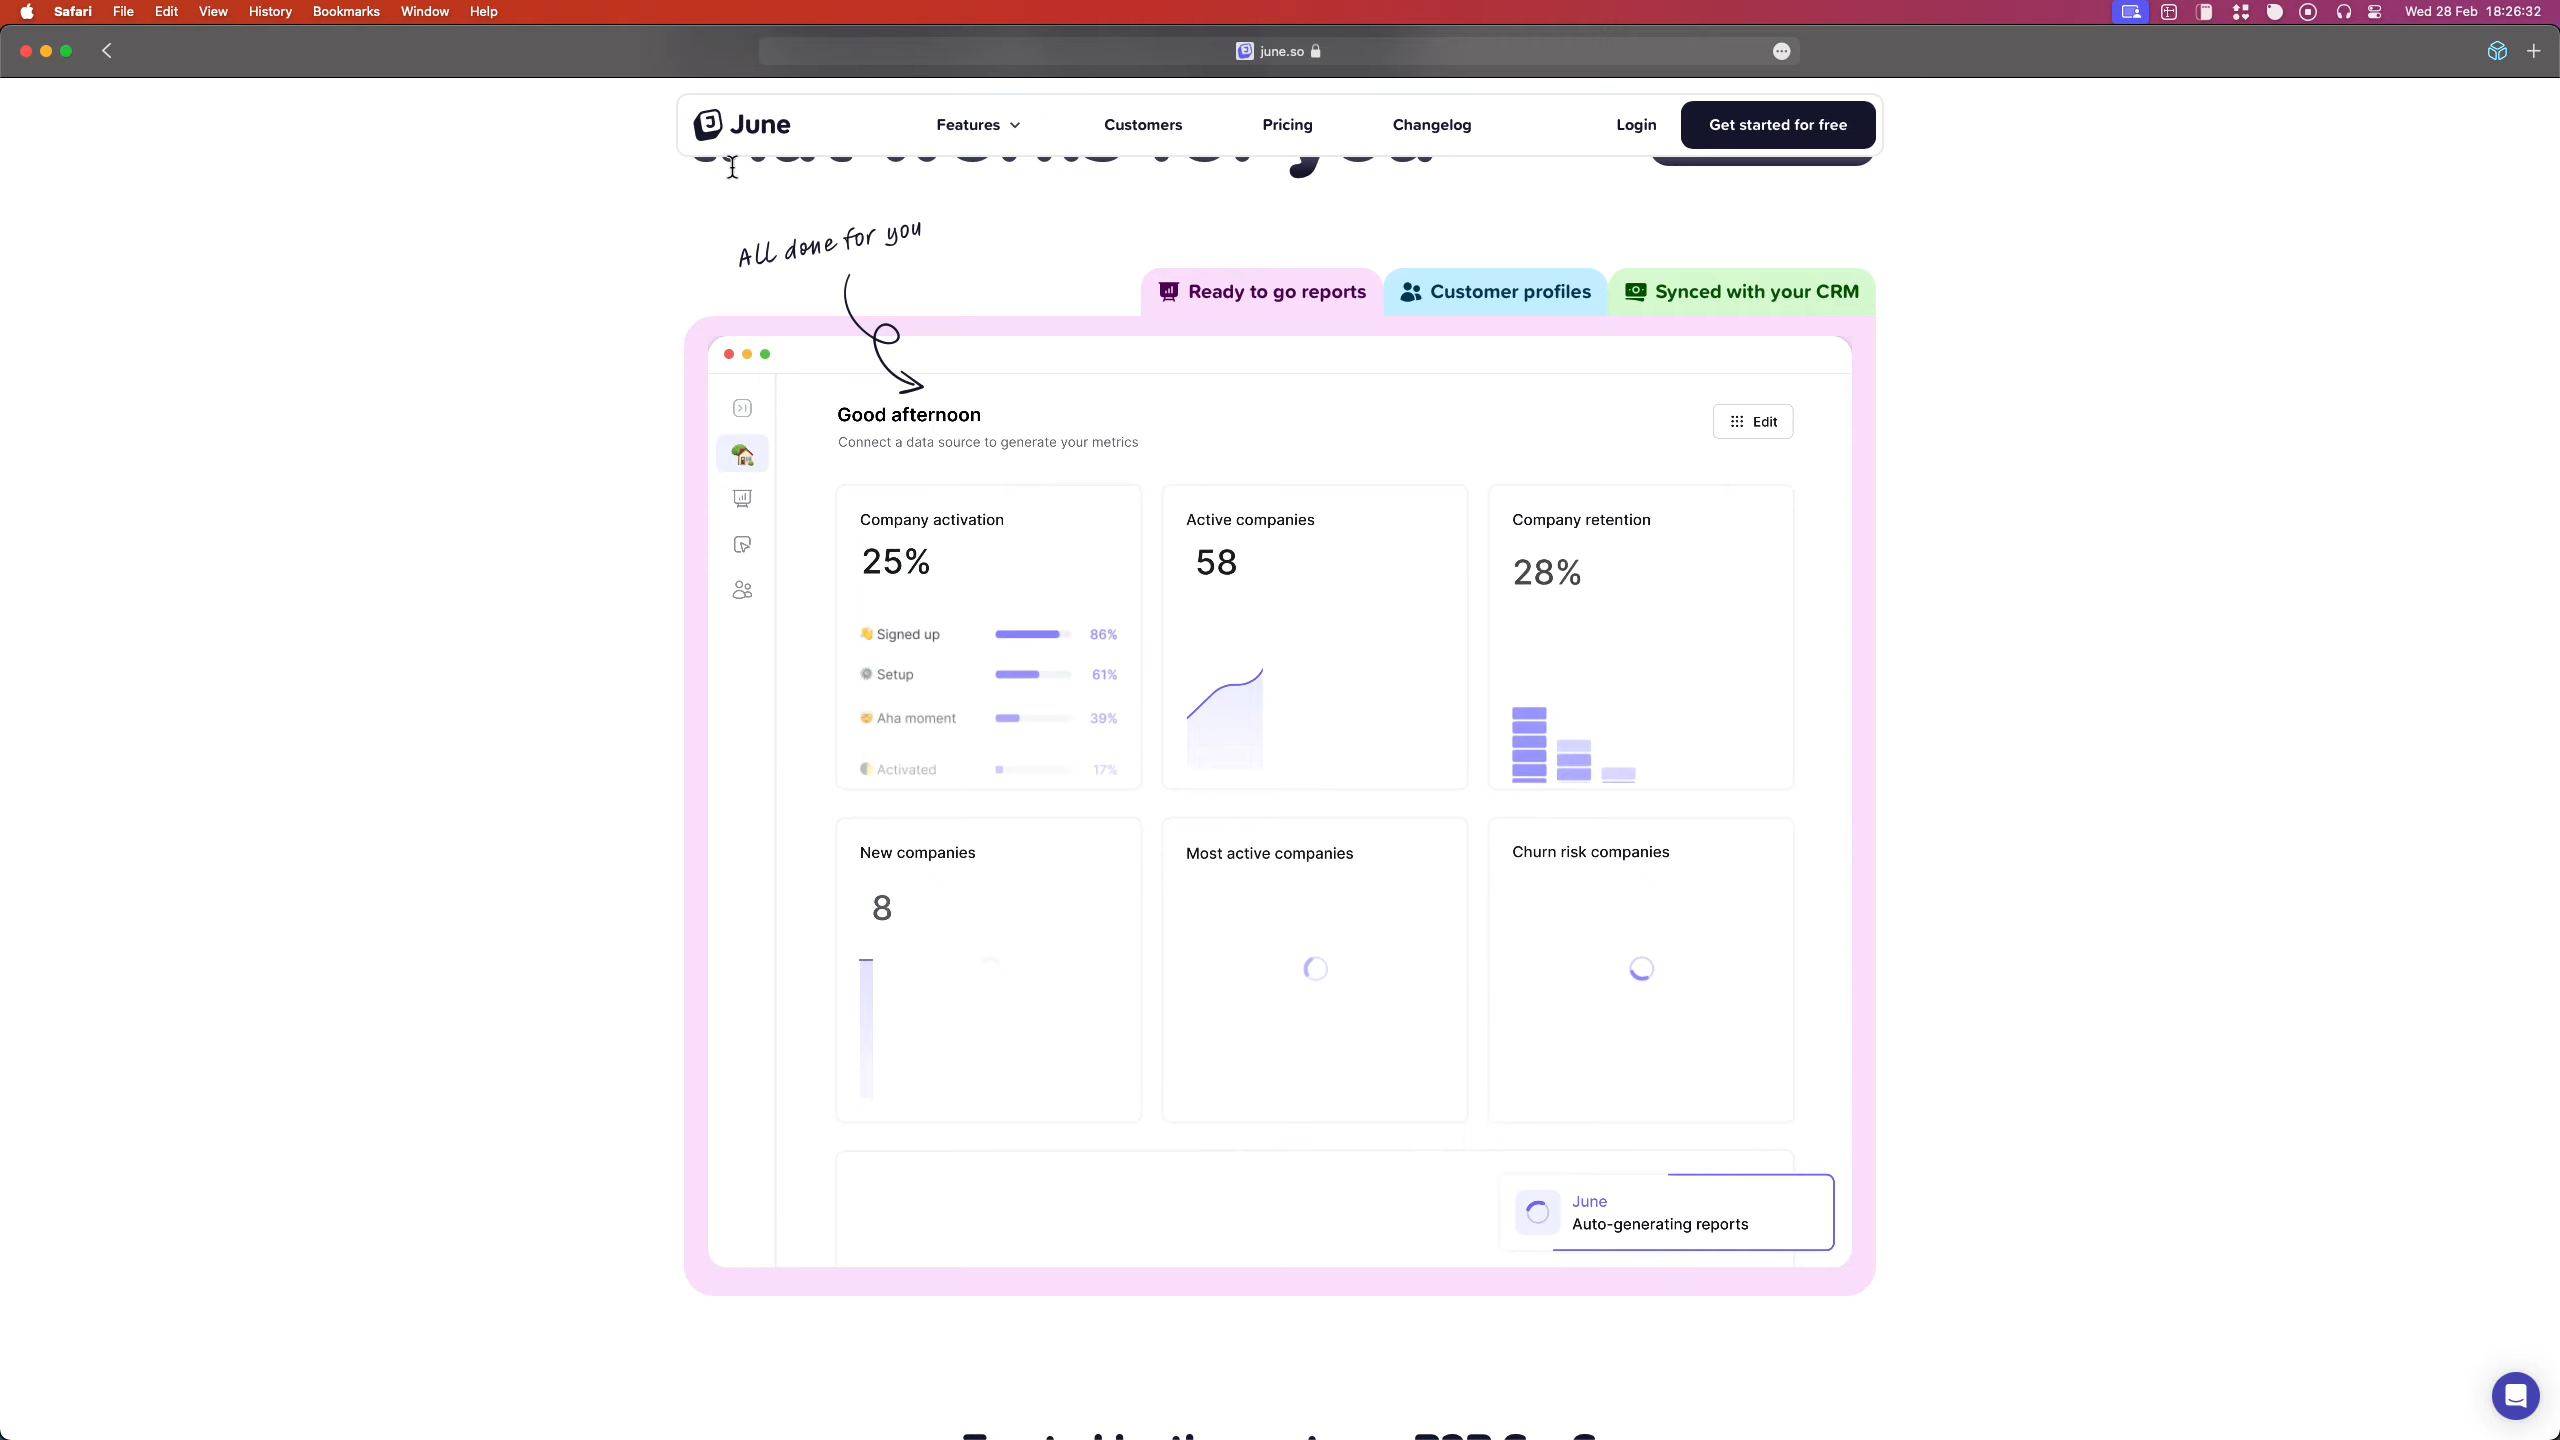 Safari File Edit View History Bookmarks Window Help
Wed 28 Feb 18:26:32
june.so
June
Features
Customers
Pricing
Changelog
Login
Get started for free
All done for you
Ready to go reports
Customer profiles
Synced with your CRM
Good afternoon
Connect a data source to generate your metrics
Edit
Company activation
25%
Signed up 86%
Setup 61%
Aha moment 39%
Activated 17%
Active companies
58
Company retention
28%
New companies
8
Most active companies
Churn risk companies
June
Auto-generating reports